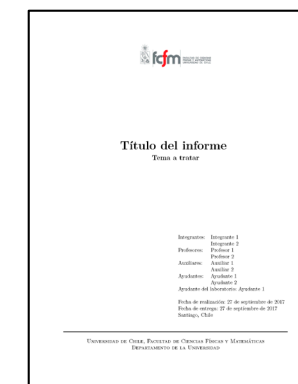 fcfm
Título del informe
Tema a tratar
Integrantes: Integrante 1
Integrante 2
Profesores: Profesor 1
Profesor 2
Auxiliares: Auxiliar 1
Auxiliar 2
Ayudantes: Ayudante 1
Ayudante 2
Ayudante del laboratorio: Ayudante 1
Fecha de realización: 27 de septiembre de 2017
Fecha de entrega: 27 de septiembre de 2017
Santiago, Chile
Universidad de Chile, Facultad de Ciencias Físicas y Matemáticas
Departamento de la Universidad